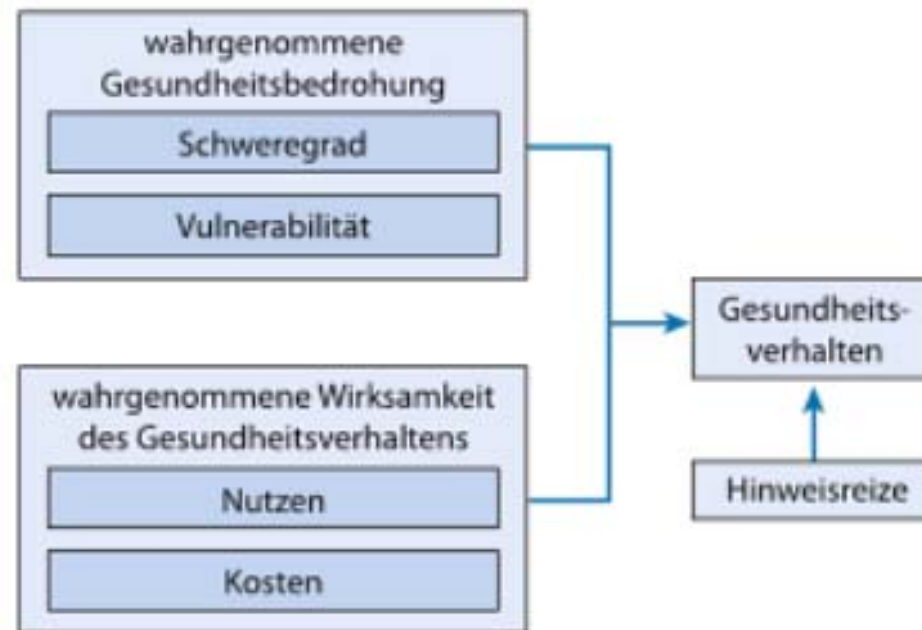 wahrgenommene
Gesundheitsbedrohung
Schweregrad
Vulnerabilität
wahrgenommene Wirksamkeit
des Gesundheitsverhaltens
Nutzen
Kosten
Gesundheits-
verhalten
Hinweisreize